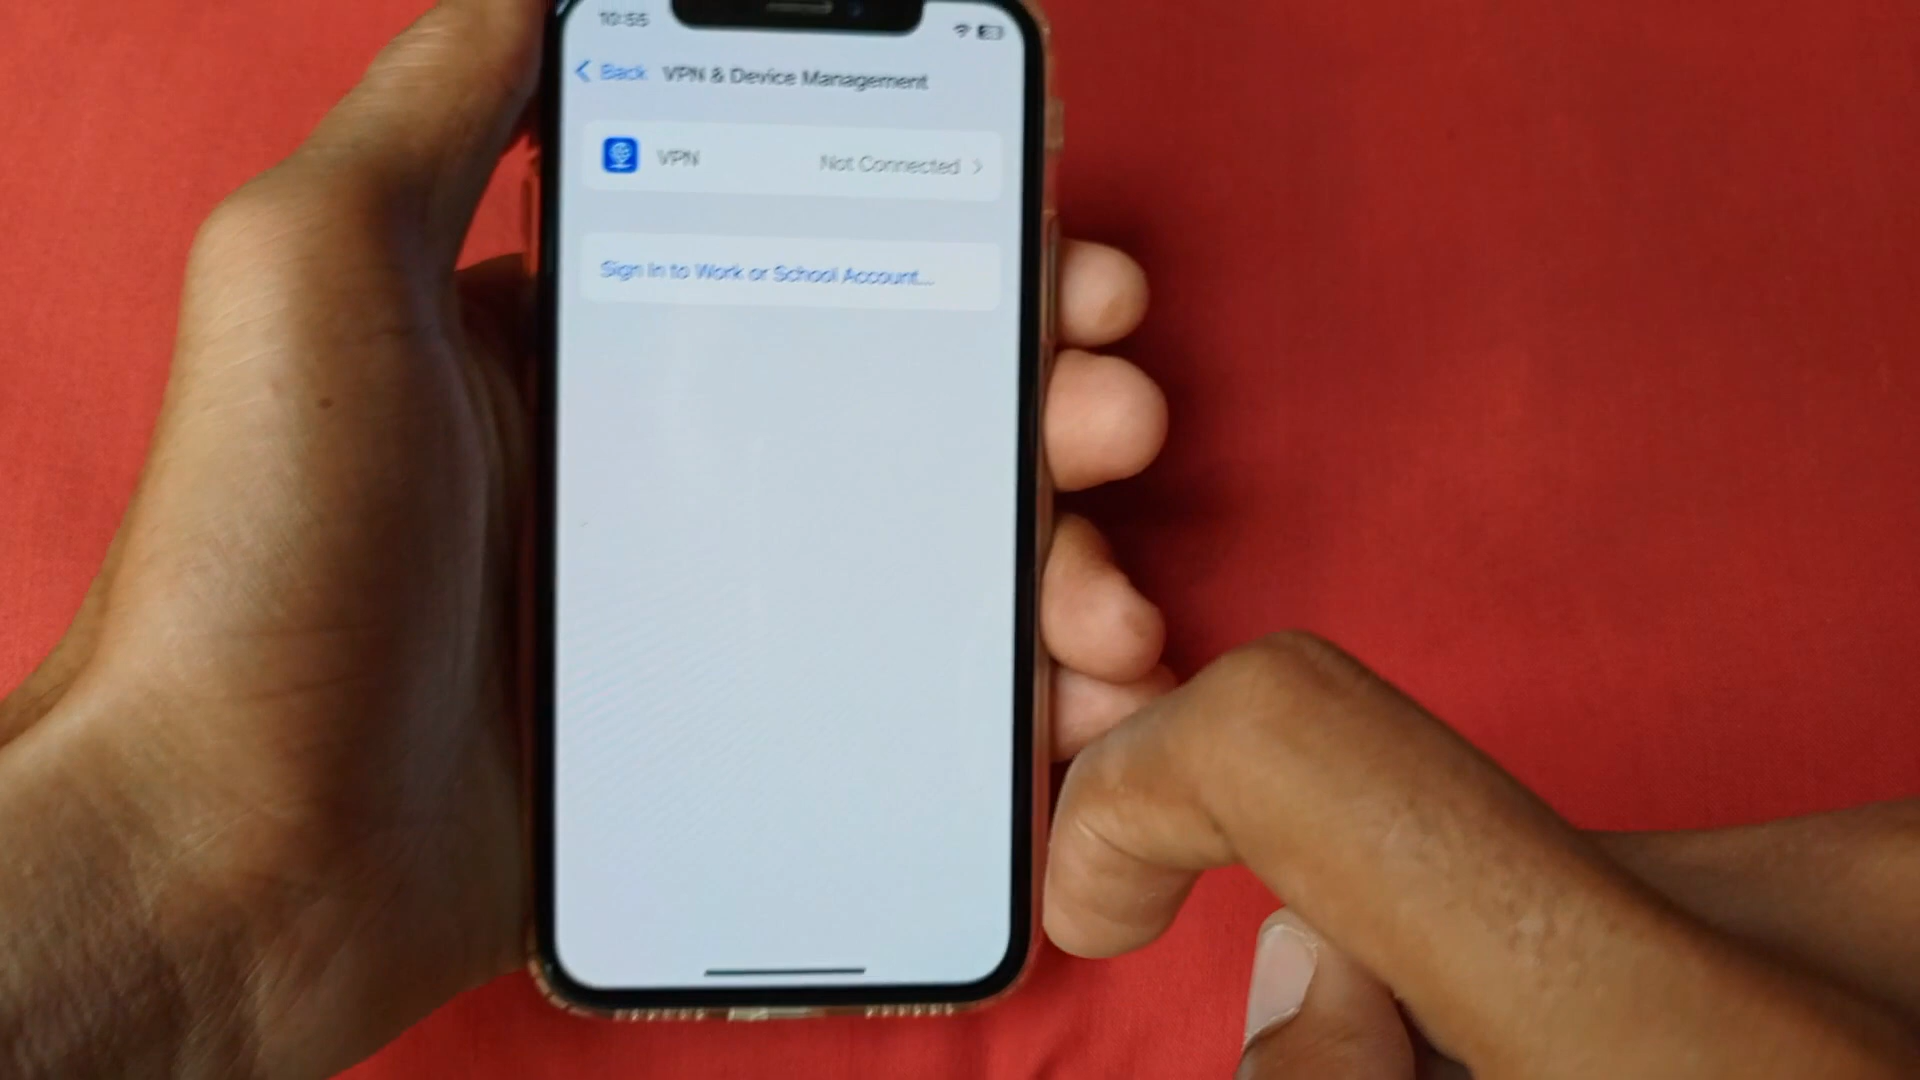 10:55
Back VPN & Device Management
VPN Not Connected
Sign In to Work or School Account...